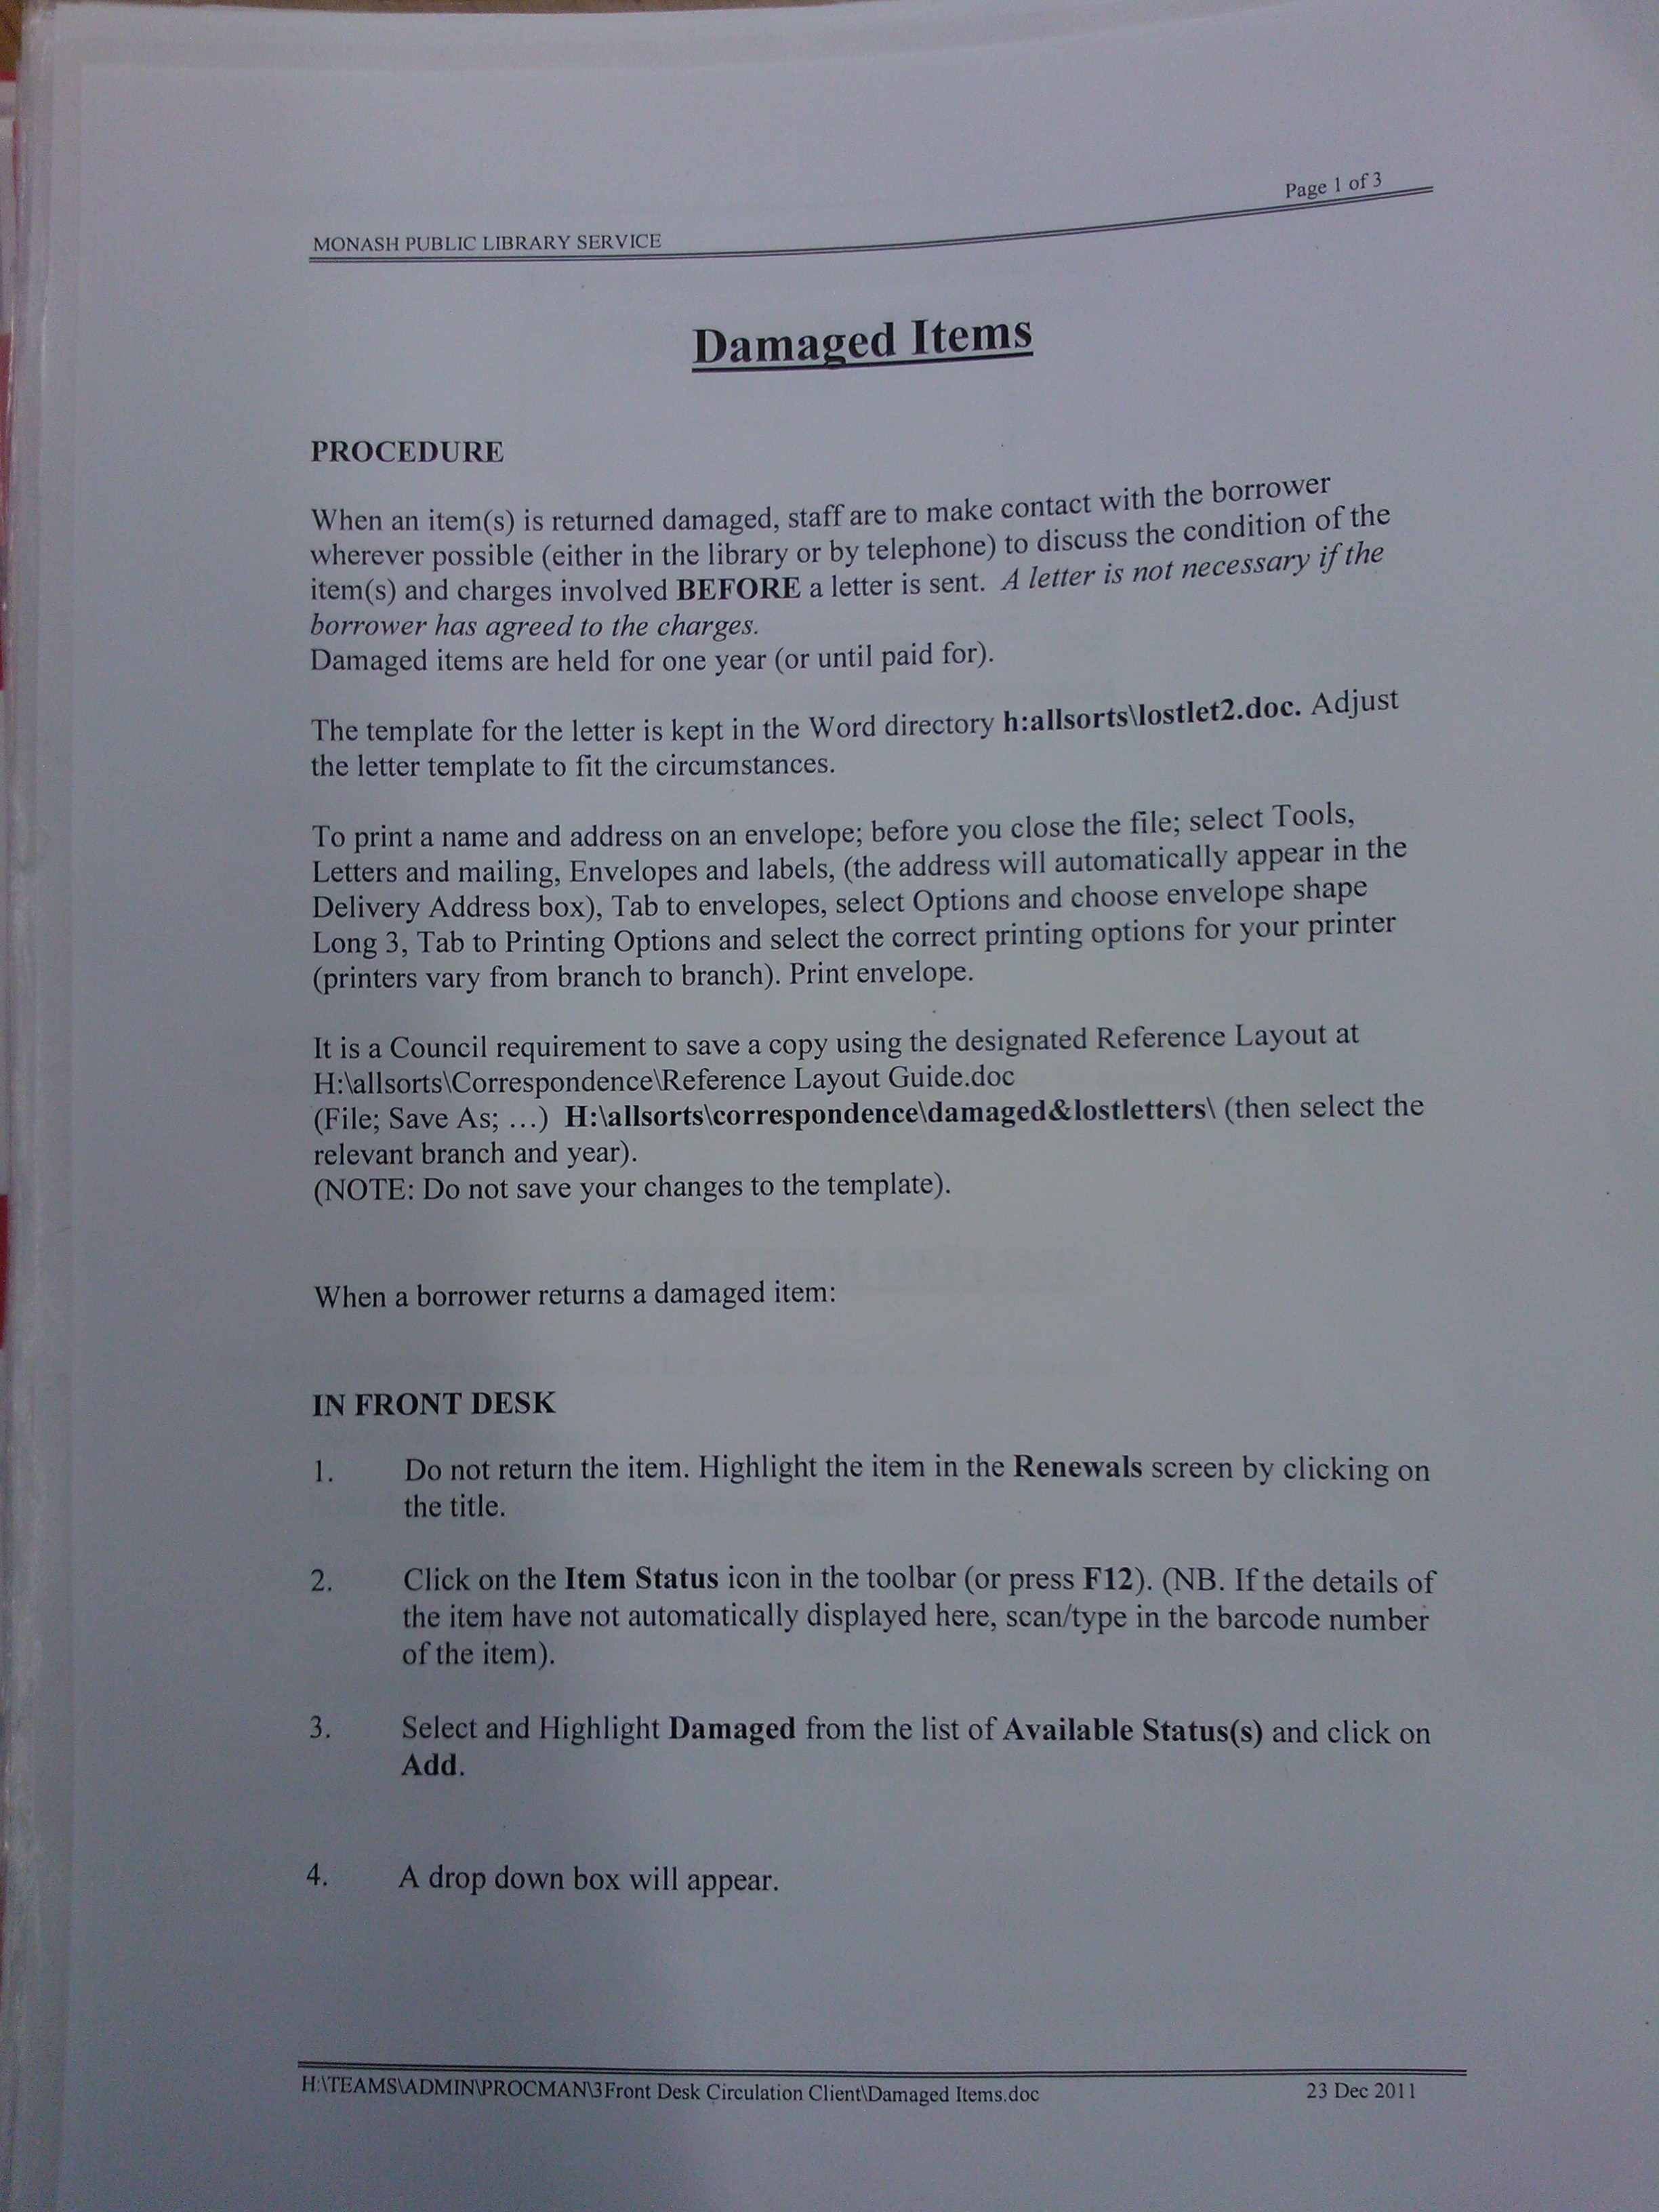 Page 1 of 3
MONASH PUBLIC LIBRARY SERVICE
Damaged Items
PROCEDURE
When an item(s) is returned damaged, staff are to make contact with the borrower
wherever possible (either in the library or by telephone) to discuss the condition of the
item(s) and charges involved BEFORE a letter is sent. A letter is not necessary if the
borrower has agreed to the charges.
Damaged items are held for one year (or until paid for).
The template for the letter is kept in the Word directory h:allsorts\lostlet2.doc. Adjust
the letter template to fit the circumstances.
To print a name and address on an envelope; before you close the file; select Tools,
Letters and mailing, Envelopes and labels, (the address will automatically appear in the
Delivery Address box), Tab to envelopes, select Options and choose envelope shape
Long 3, Tab to Printing Options and select the correct printing options for your printer
(printers vary from branch to branch). Print envelope.
It is a Council requirement to save a copy using the designated Reference Layout at
H:\allsorts\Correspondence\Reference Layout Guide.doc
(File; Save As; …) H:\allsorts\correspondence\damaged&lostletters\ (then select the
relevant branch and year).
(NOTE: Do not save your changes to the template).
When a borrower returns a damaged item:
IN FRONT DESK
1. Do not return the item. Highlight the item in the Renewals screen by clicking on
the title.
2. Click on the Item Status icon in the toolbar (or press F12). (NB. If the details of
the item have not automatically displayed here, scan/type in the barcode number
of the item).
3. Select and Highlight Damaged from the list of Available Status(s) and click on
Add.
4. A drop down box will appear.
H:\TEAMS\ADMIN\PROCMAN\3Front Desk Circulation Client\Damaged Items.doc 23 Dec 2011